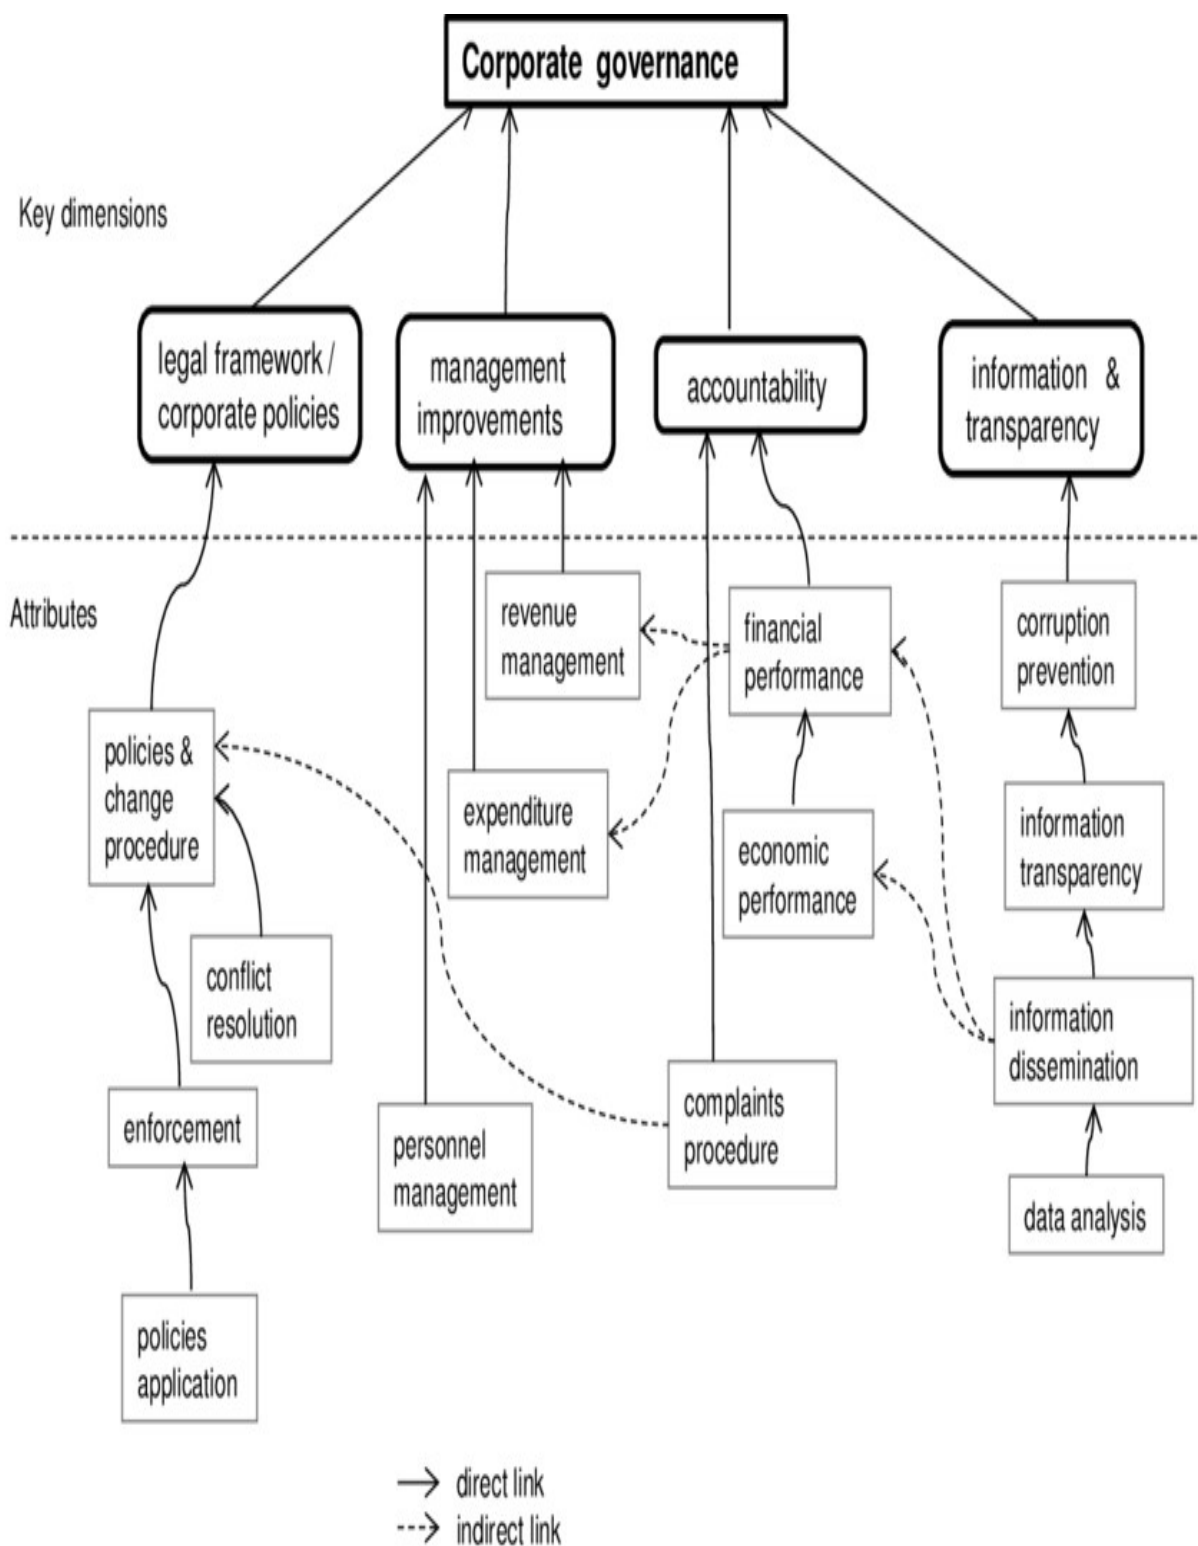 Corporate governance
Key dimensions
legal framework /
corporate policies
management
improvements
accountability
information &
transparency
Attributes
revenue
management
financial
performance
corruption
prevention
policies &
change
procedure
expenditure
management
economic
performance
information
transparency
conflict
resolution
information
dissemination
enforcement
personnel
management
complaints
procedure
data analysis
policies
application
direct link
indirect link